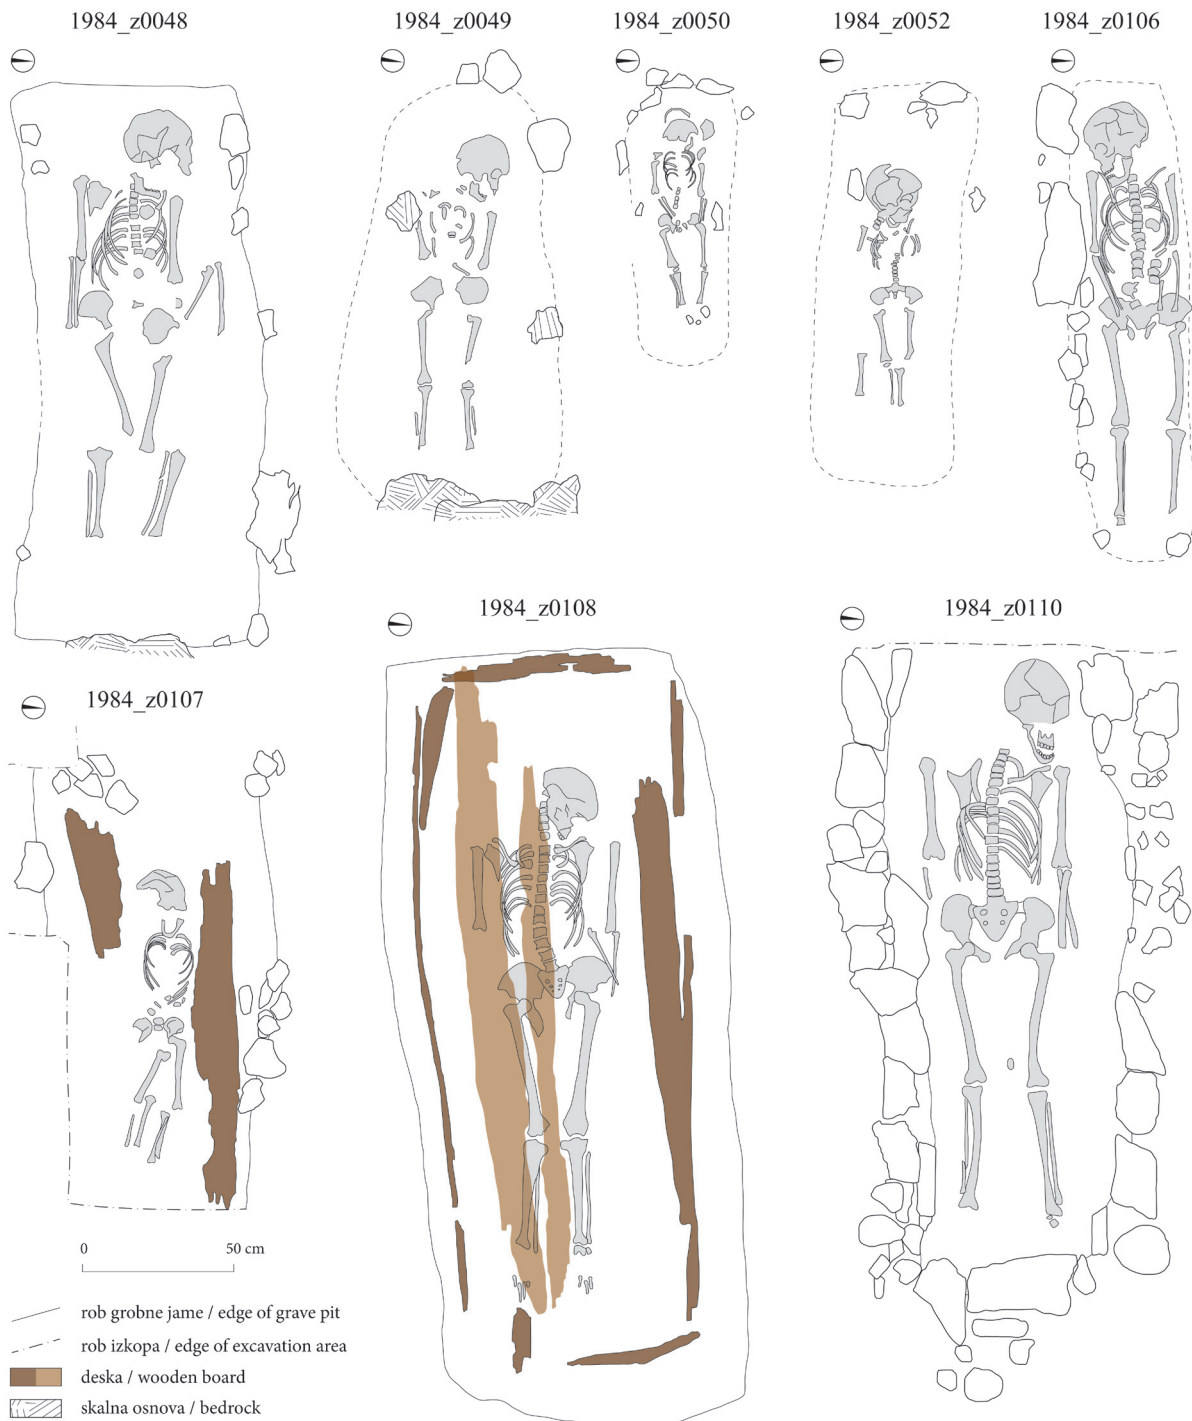 1984_z0048
1984_z0049
1984_z0050
1984_z0052
1984_z0106
1984_z0108
1984_z0110
1984_z0107
0 50 cm
rob grobne jame / edge of grave pit
rob izkopa / edge of excavation area
deska / wooden board
skalna osnova / bedrock